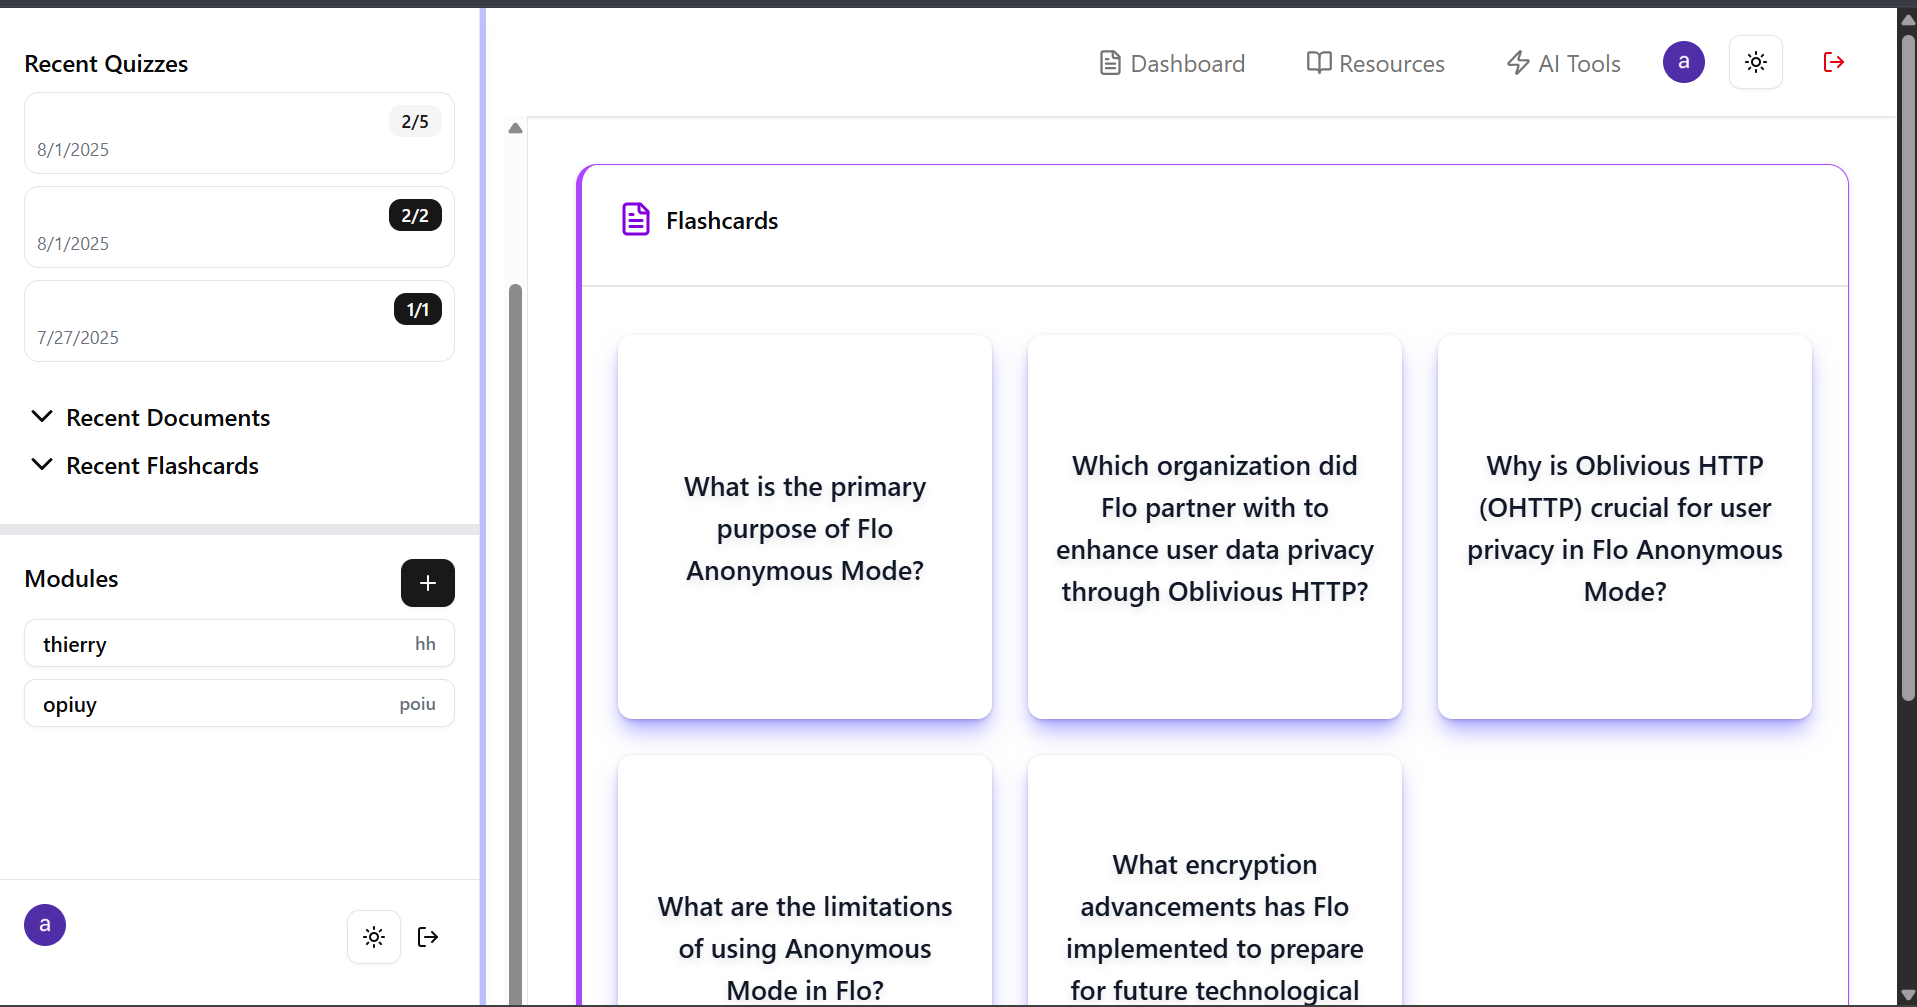 Recent Quizzes
2/5
8/1/2025
2/2
8/1/2025
1/1
7/27/2025
Recent Documents
Recent Flashcards
Modules
+
thierry hh
opiuy poiu
a
Dashboard Resources AI Tools a
Flashcards
What is the primary
purpose of Flo
Anonymous Mode?
Which organization did
Flo partner with to
enhance user data privacy
through Oblivious HTTP?
Why is Oblivious HTTP
(OHTTP) crucial for user
privacy in Flo Anonymous
Mode?
What are the limitations
of using Anonymous
Mode in Flo?
What encryption
advancements has Flo
implemented to prepare
for future technological